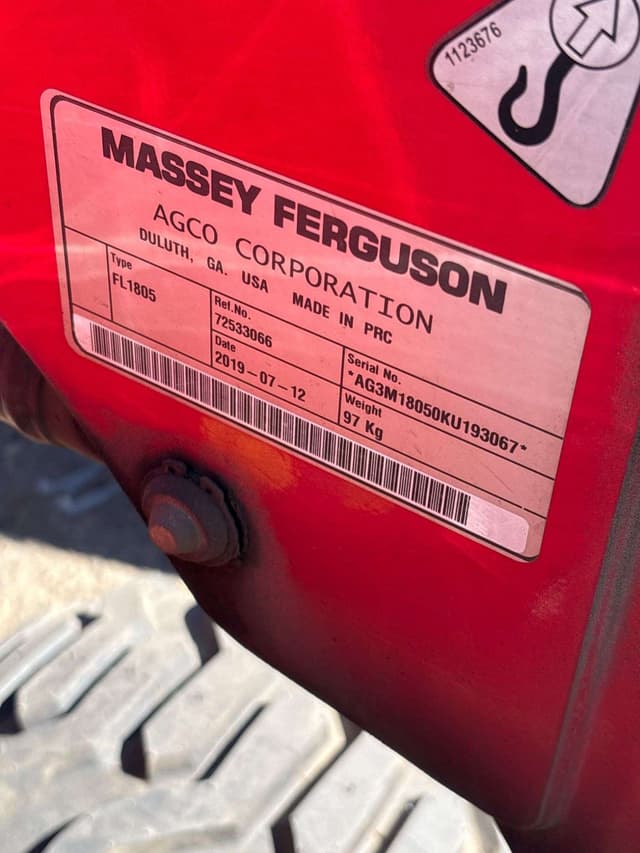 1123676
MASSEY FERGUSON
AGCO CORPORATION
DULUTH, GA. USA MADE IN PRC
Type
FL1805
Ref.No.
72533066
Serial No.
*AG3M18050KU193067*
Date
2019-07-12
Weight
97 Kg